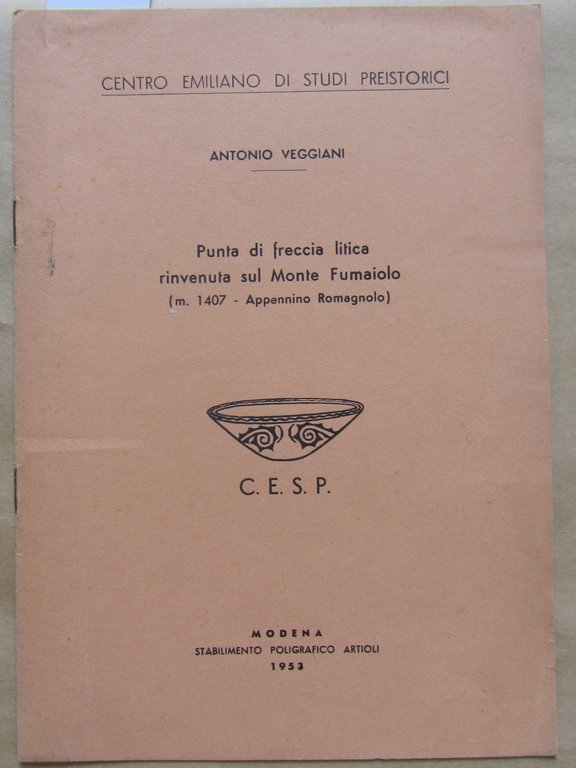 CENTRO EMILIANO DI STUDI PREISTORICI
ANTONIO VEGGIANI
Punta di freccia litica
rinvenuta sul Monte Fumaiolo
(m. 1407 - Appennino Romagnolo)
C. E. S. P.
MODENA
STABILIMENTO POLIGRAFICO ARTIOLI
1953